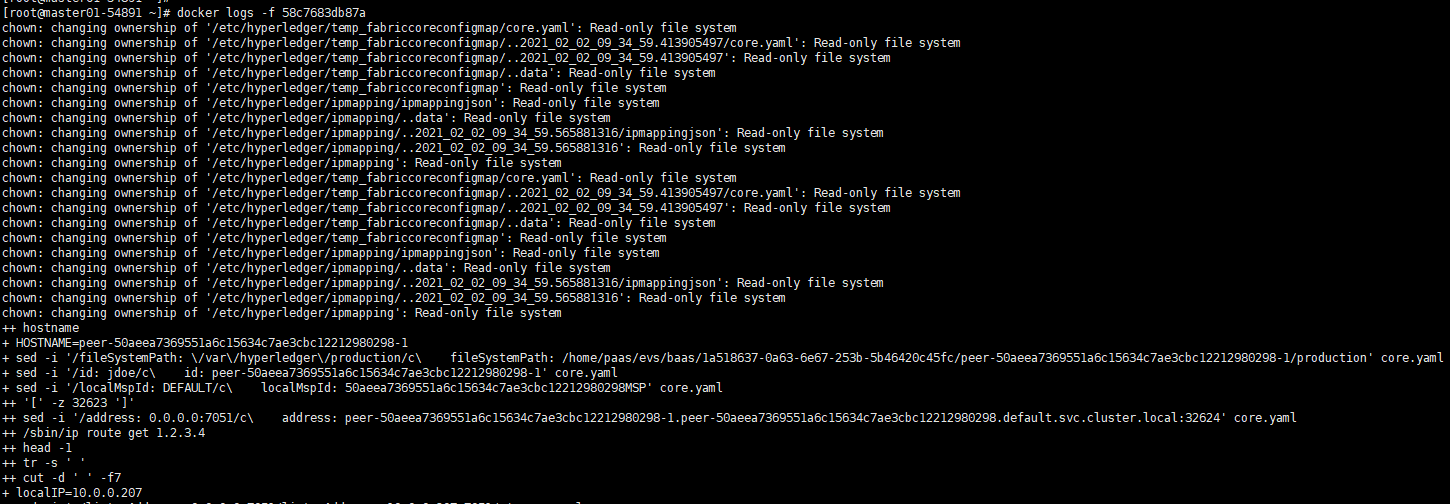 [root@master01-54891 ~]#
[root@master01-54891 ~]# docker logs -f 58c7683db87a
chown: changing ownership of '/etc/hyperledger/temp_fabriccoreconfigmap/core.yaml': Read-only file system
chown: changing ownership of '/etc/hyperledger/temp_fabriccoreconfigmap/..2021_02_02_09_34_59.413905497/core.yaml': Read-only file system
chown: changing ownership of '/etc/hyperledger/temp_fabriccoreconfigmap/..2021_02_02_09_34_59.413905497': Read-only file system
chown: changing ownership of '/etc/hyperledger/temp_fabriccoreconfigmap/..data': Read-only file system
chown: changing ownership of '/etc/hyperledger/temp_fabriccoreconfigmap': Read-only file system
chown: changing ownership of '/etc/hyperledger/ipmapping/ipmappingjson': Read-only file system
chown: changing ownership of '/etc/hyperledger/ipmapping/..data': Read-only file system
chown: changing ownership of '/etc/hyperledger/ipmapping/..2021_02_02_09_34_59.565881316/ipmappingjson': Read-only file system
chown: changing ownership of '/etc/hyperledger/ipmapping/..2021_02_02_09_34_59.565881316': Read-only file system
chown: changing ownership of '/etc/hyperledger/ipmapping': Read-only file system
chown: changing ownership of '/etc/hyperledger/temp_fabriccoreconfigmap/core.yaml': Read-only file system
chown: changing ownership of '/etc/hyperledger/temp_fabriccoreconfigmap/..2021_02_02_09_34_59.413905497/core.yaml': Read-only file system
chown: changing ownership of '/etc/hyperledger/temp_fabriccoreconfigmap/..2021_02_02_09_34_59.413905497': Read-only file system
chown: changing ownership of '/etc/hyperledger/temp_fabriccoreconfigmap/..data': Read-only file system
chown: changing ownership of '/etc/hyperledger/temp_fabriccoreconfigmap': Read-only file system
chown: changing ownership of '/etc/hyperledger/ipmapping/ipmappingjson': Read-only file system
chown: changing ownership of '/etc/hyperledger/ipmapping/..data': Read-only file system
chown: changing ownership of '/etc/hyperledger/ipmapping/..2021_02_02_09_34_59.565881316/ipmappingjson': Read-only file system
chown: changing ownership of '/etc/hyperledger/ipmapping/..2021_02_02_09_34_59.565881316': Read-only file system
chown: changing ownership of '/etc/hyperledger/ipmapping': Read-only file system
++ hostname
+ HOSTNAME=peer-50aeea7369551a6c15634c7ae3cbc12212980298-1
+ sed -i '/fileSystemPath: \/var\/hyperledger\/production/c\    fileSystemPath: /home/paas/evs/baas/1a518637-0a63-6e67-253b-5b46420c45fc/peer-50aeea7369551a6c15634c7ae3cbc12212980298-1/production' core.yaml
+ sed -i '/id: jdoe/c\    id: peer-50aeea7369551a6c15634c7ae3cbc12212980298-1' core.yaml
+ sed -i '/localMspId: DEFAULT/c\    localMspId: 50aeea7369551a6c15634c7ae3cbc12212980298MSP' core.yaml
++ '[' -z 32623 ']'
++ sed -i '/address: 0.0.0.0:7051/c\    address: peer-50aeea7369551a6c15634c7ae3cbc12212980298-1.peer-50aeea7369551a6c15634c7ae3cbc12212980298.default.svc.cluster.local:32624' core.yaml
++ /sbin/ip route get 1.2.3.4
++ head -1
++ tr -s ' '
++ cut -d ' ' -f7
+ localIP=10.0.0.207